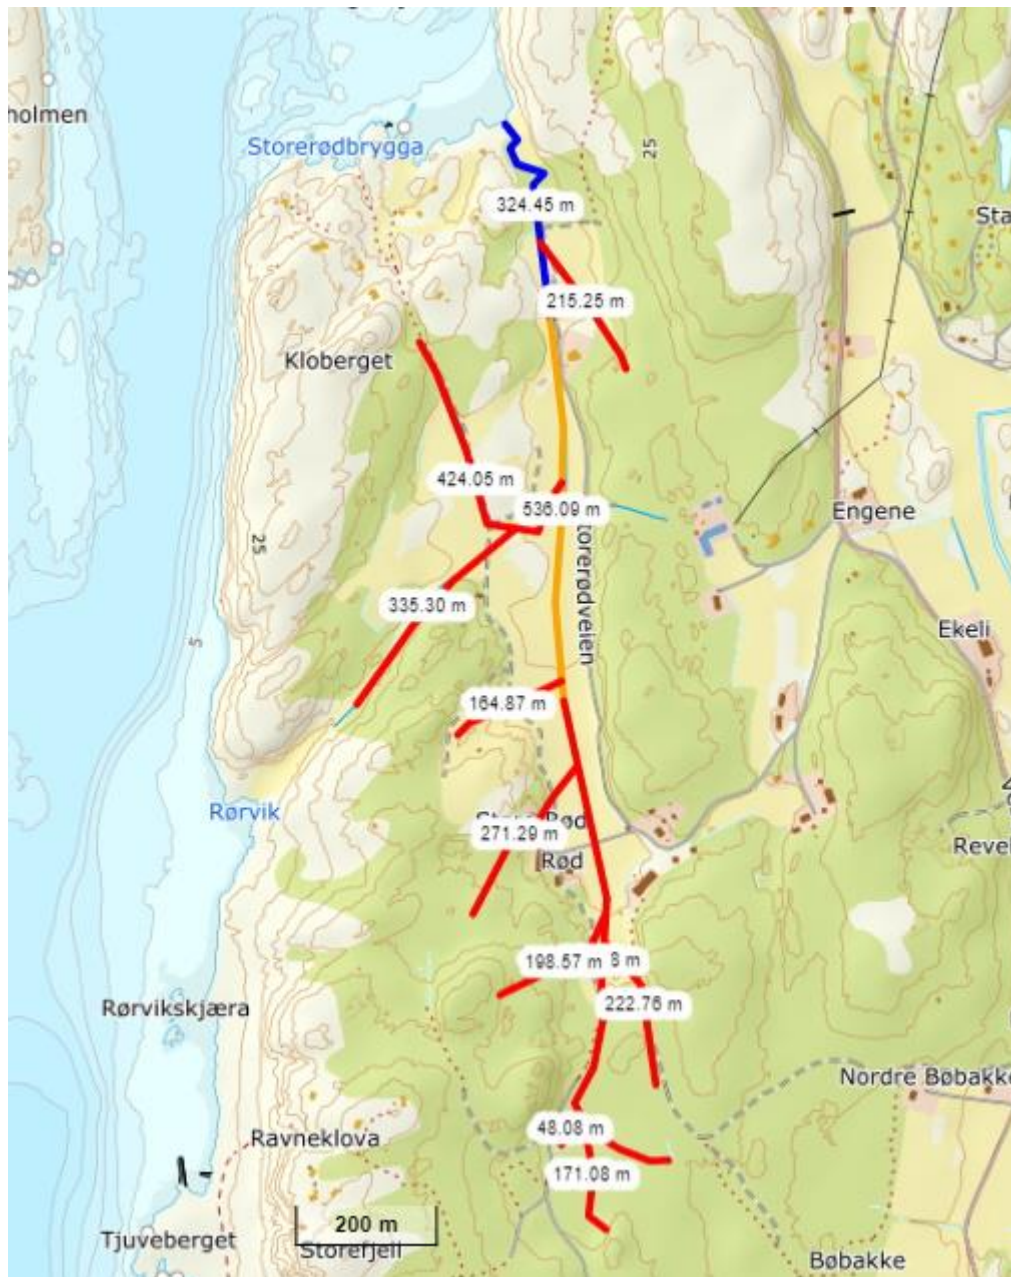 holmen
Storerødbrygga
25
Sta
324.45 m
215.25 m
Kloberget
424.05 m
536.09 m
Engene
25
Storerødveien
335.30 m
5
Ekeli
164.87 m
Rørvik
271.29 m
Rød
Revel
198.57 m
8 m
222.76 m
Rørvikskjæra
Nordre Bøbakke
48.08 m
Ravneklova
171.08 m
200 m
Tjuveberget
Storefjell
Bøbakke